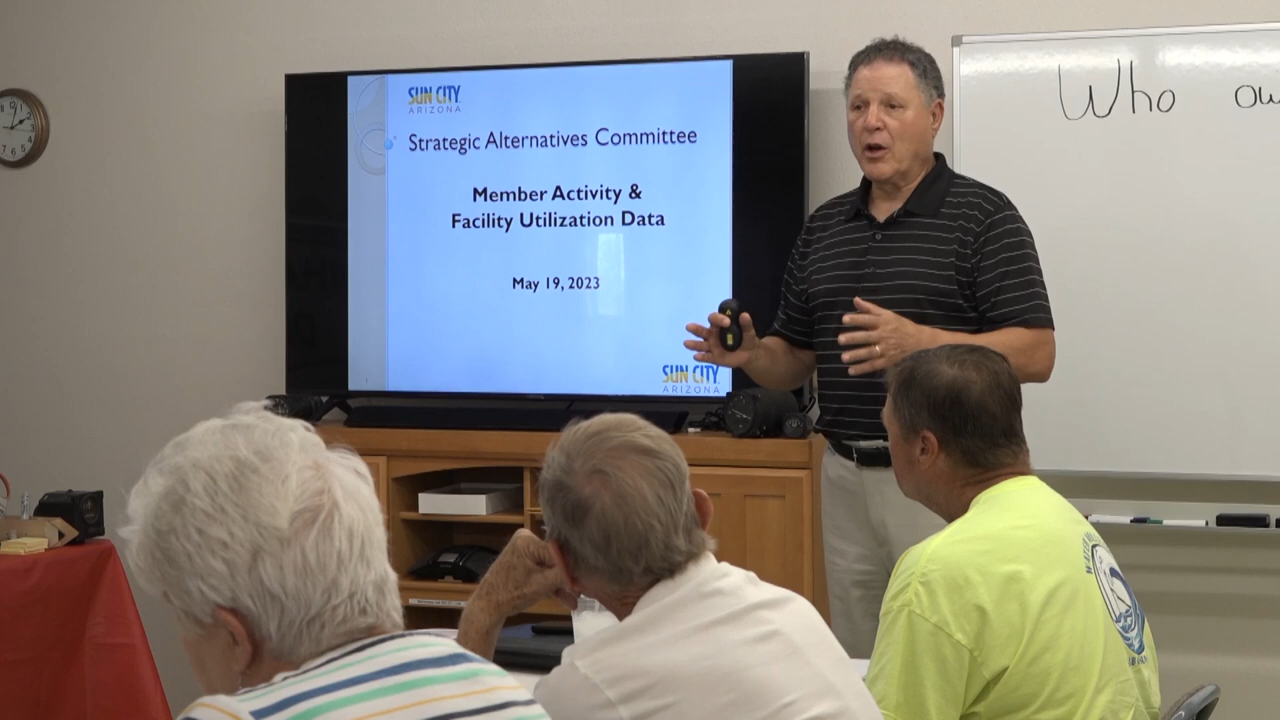 SUN CITY
ARIZONA
Strategic Alternatives Committee
Member Activity &
Facility Utilization Data
May 19, 2023
SUN CITY
ARIZONA
Who